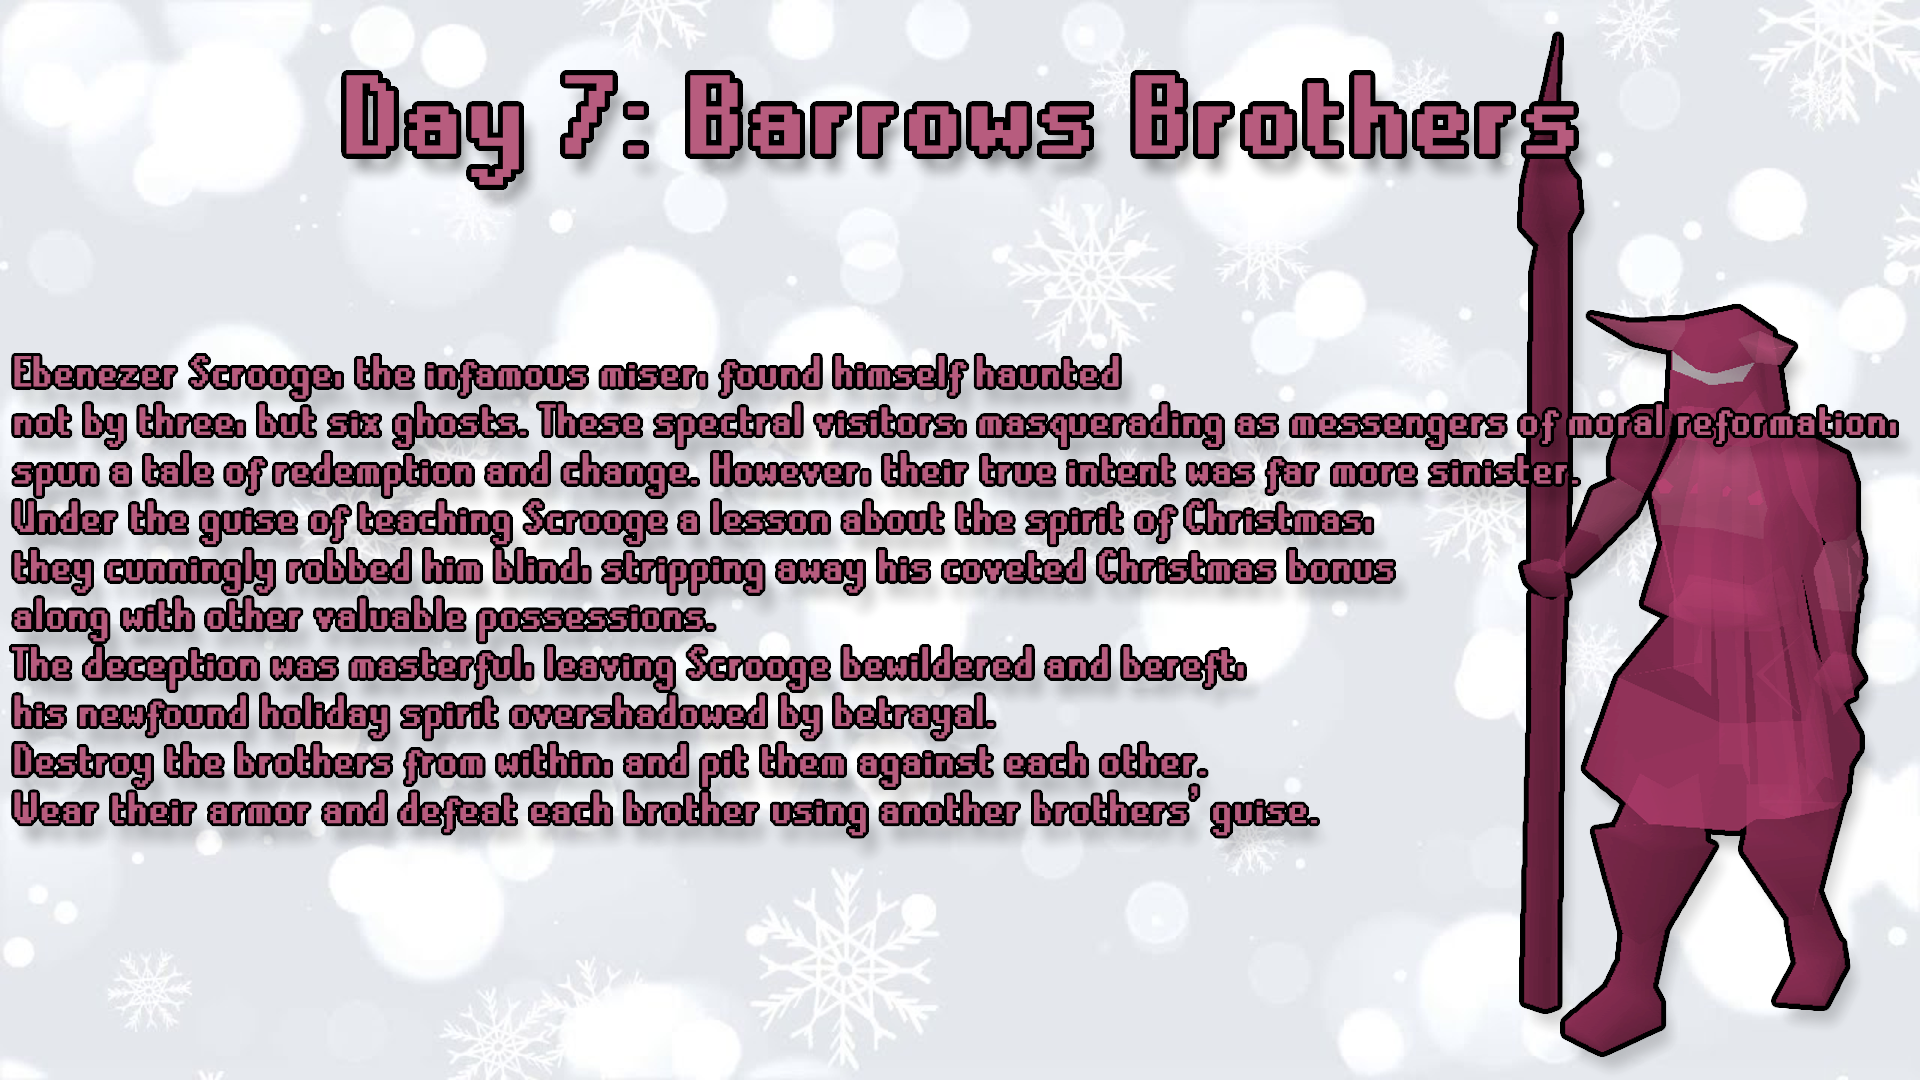 Day 7: Barrows Brothers
Ebenezer Scrooge, the infamous miser, found himself haunted
not by three, but six ghosts. These spectral visitors, masquerading as messengers of moral reformation,
spun a tale of redemption and change. However, their true intent was far more sinister.
Under the guise of teaching Scrooge a lesson about the spirit of Christmas,
they cunningly robbed him blind, stripping away his coveted Christmas bonus
along with other valuable possessions.
The deception was masterful, leaving Scrooge bewildered and bereft,
his newfound holiday spirit overshadowed by betrayal.
Destroy the brothers from within, and pit them against each other.
Wear their armor and defeat each brother using another brothers' guise.